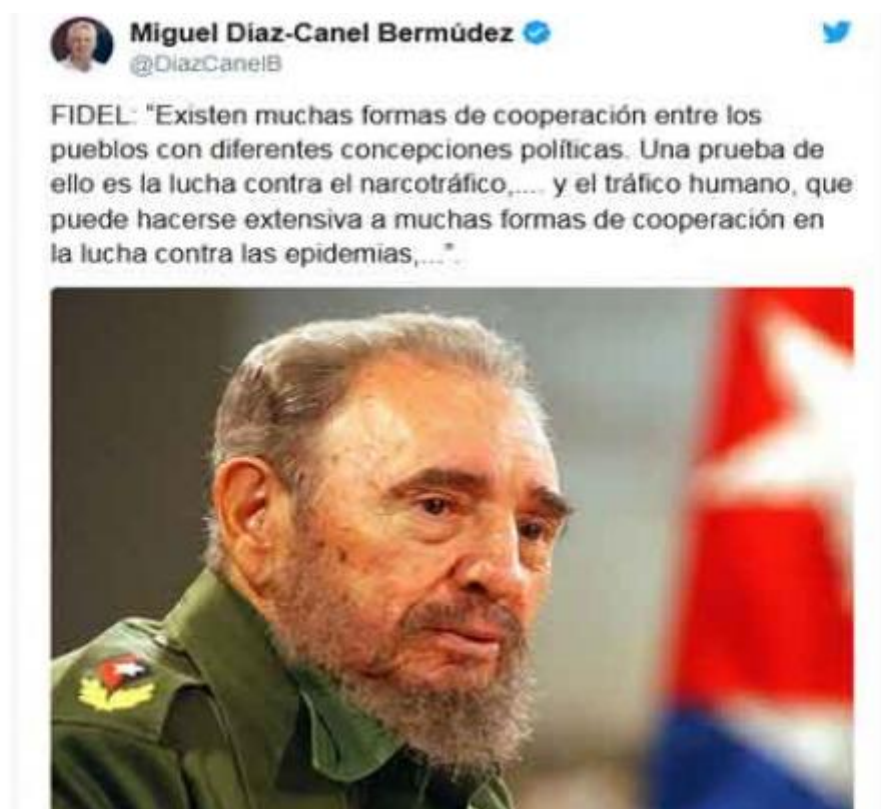 Miguel Díaz-Canel Bermúdez
@DiazCanelB
FIDEL: "Existen muchas formas de cooperación entre los
pueblos con diferentes concepciones políticas. Una prueba de
ello es la lucha contra el narcotráfico,.... y el tráfico humano, que
puede hacerse extensiva a muchas formas de cooperación en
la lucha contra las epidemias,...".